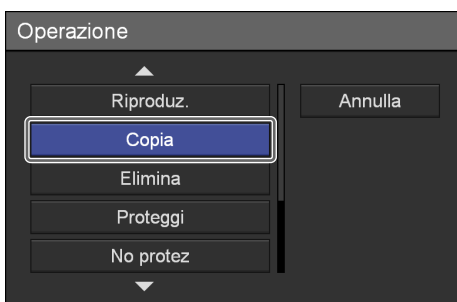 Operazione
Riproduz.
Annulla
Copia
Elimina
Proteggi
No protez